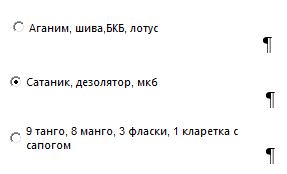 Аганим, шива,БКБ, лотус
¶
Сатаник, дезолятор, мкб
¶
9 танго, 8 манго, 3 фласки, 1 кларетка с
сапогом
¶